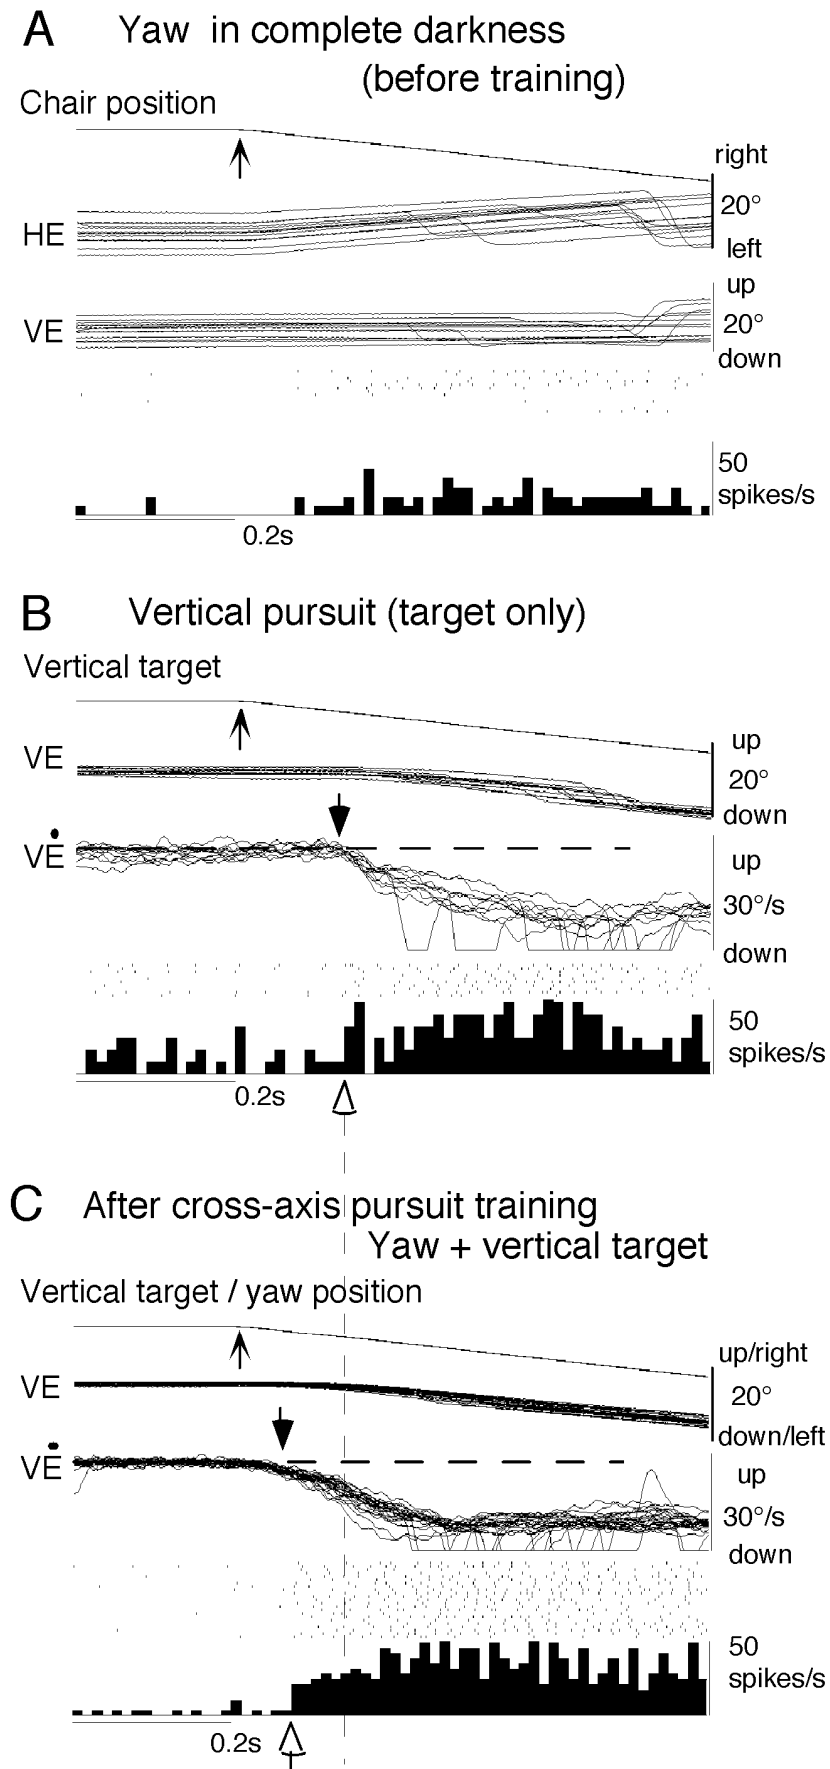 A Yaw in complete darkness
(before training)
Chair position
right
20°
HE
left
up
VE
20°
down
50
spikes/s
0.2s
B Vertical pursuit (target only)
Vertical target
up
VE
20°
down
VĖ
up
30°/s
down
50
spikes/s
0.2s
C After cross-axis pursuit training
Yaw + vertical target
Vertical target / yaw position
up/right
VE
20°
down/left
VĖ
up
30°/s
down
50
spikes/s
0.2s